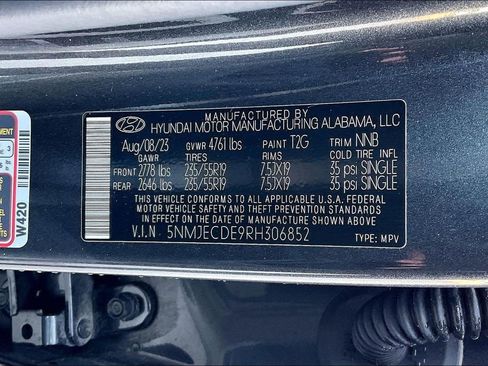 MANUFACTURED BY
HYUNDAI MOTOR MANUFACTURING ALABAMA, LLC
Aug/08/23 GVWR 4761 lbs PAINT T2G TRIM NNB
GAWR TIRES RIMS COLD TIRE INFL
FRONT 2778 lbs 235/55R19 7.5JX19 35 psi SINGLE
REAR 2646 lbs 235/55R19 7.5JX19 35 psi SINGLE
THIS VEHICLE CONFORMS TO ALL APPLICABLE U.S.A. FEDERAL
MOTOR VEHICLE SAFETY BUMPER, AND THEFT PREVENTION
STANDARDS IN EFFECT ON THE DATE OF MANUFACTURE
SHOWN ABOVE
V.I.N 5NMJECDE9RH306852 TYPE: MPV
W420
3